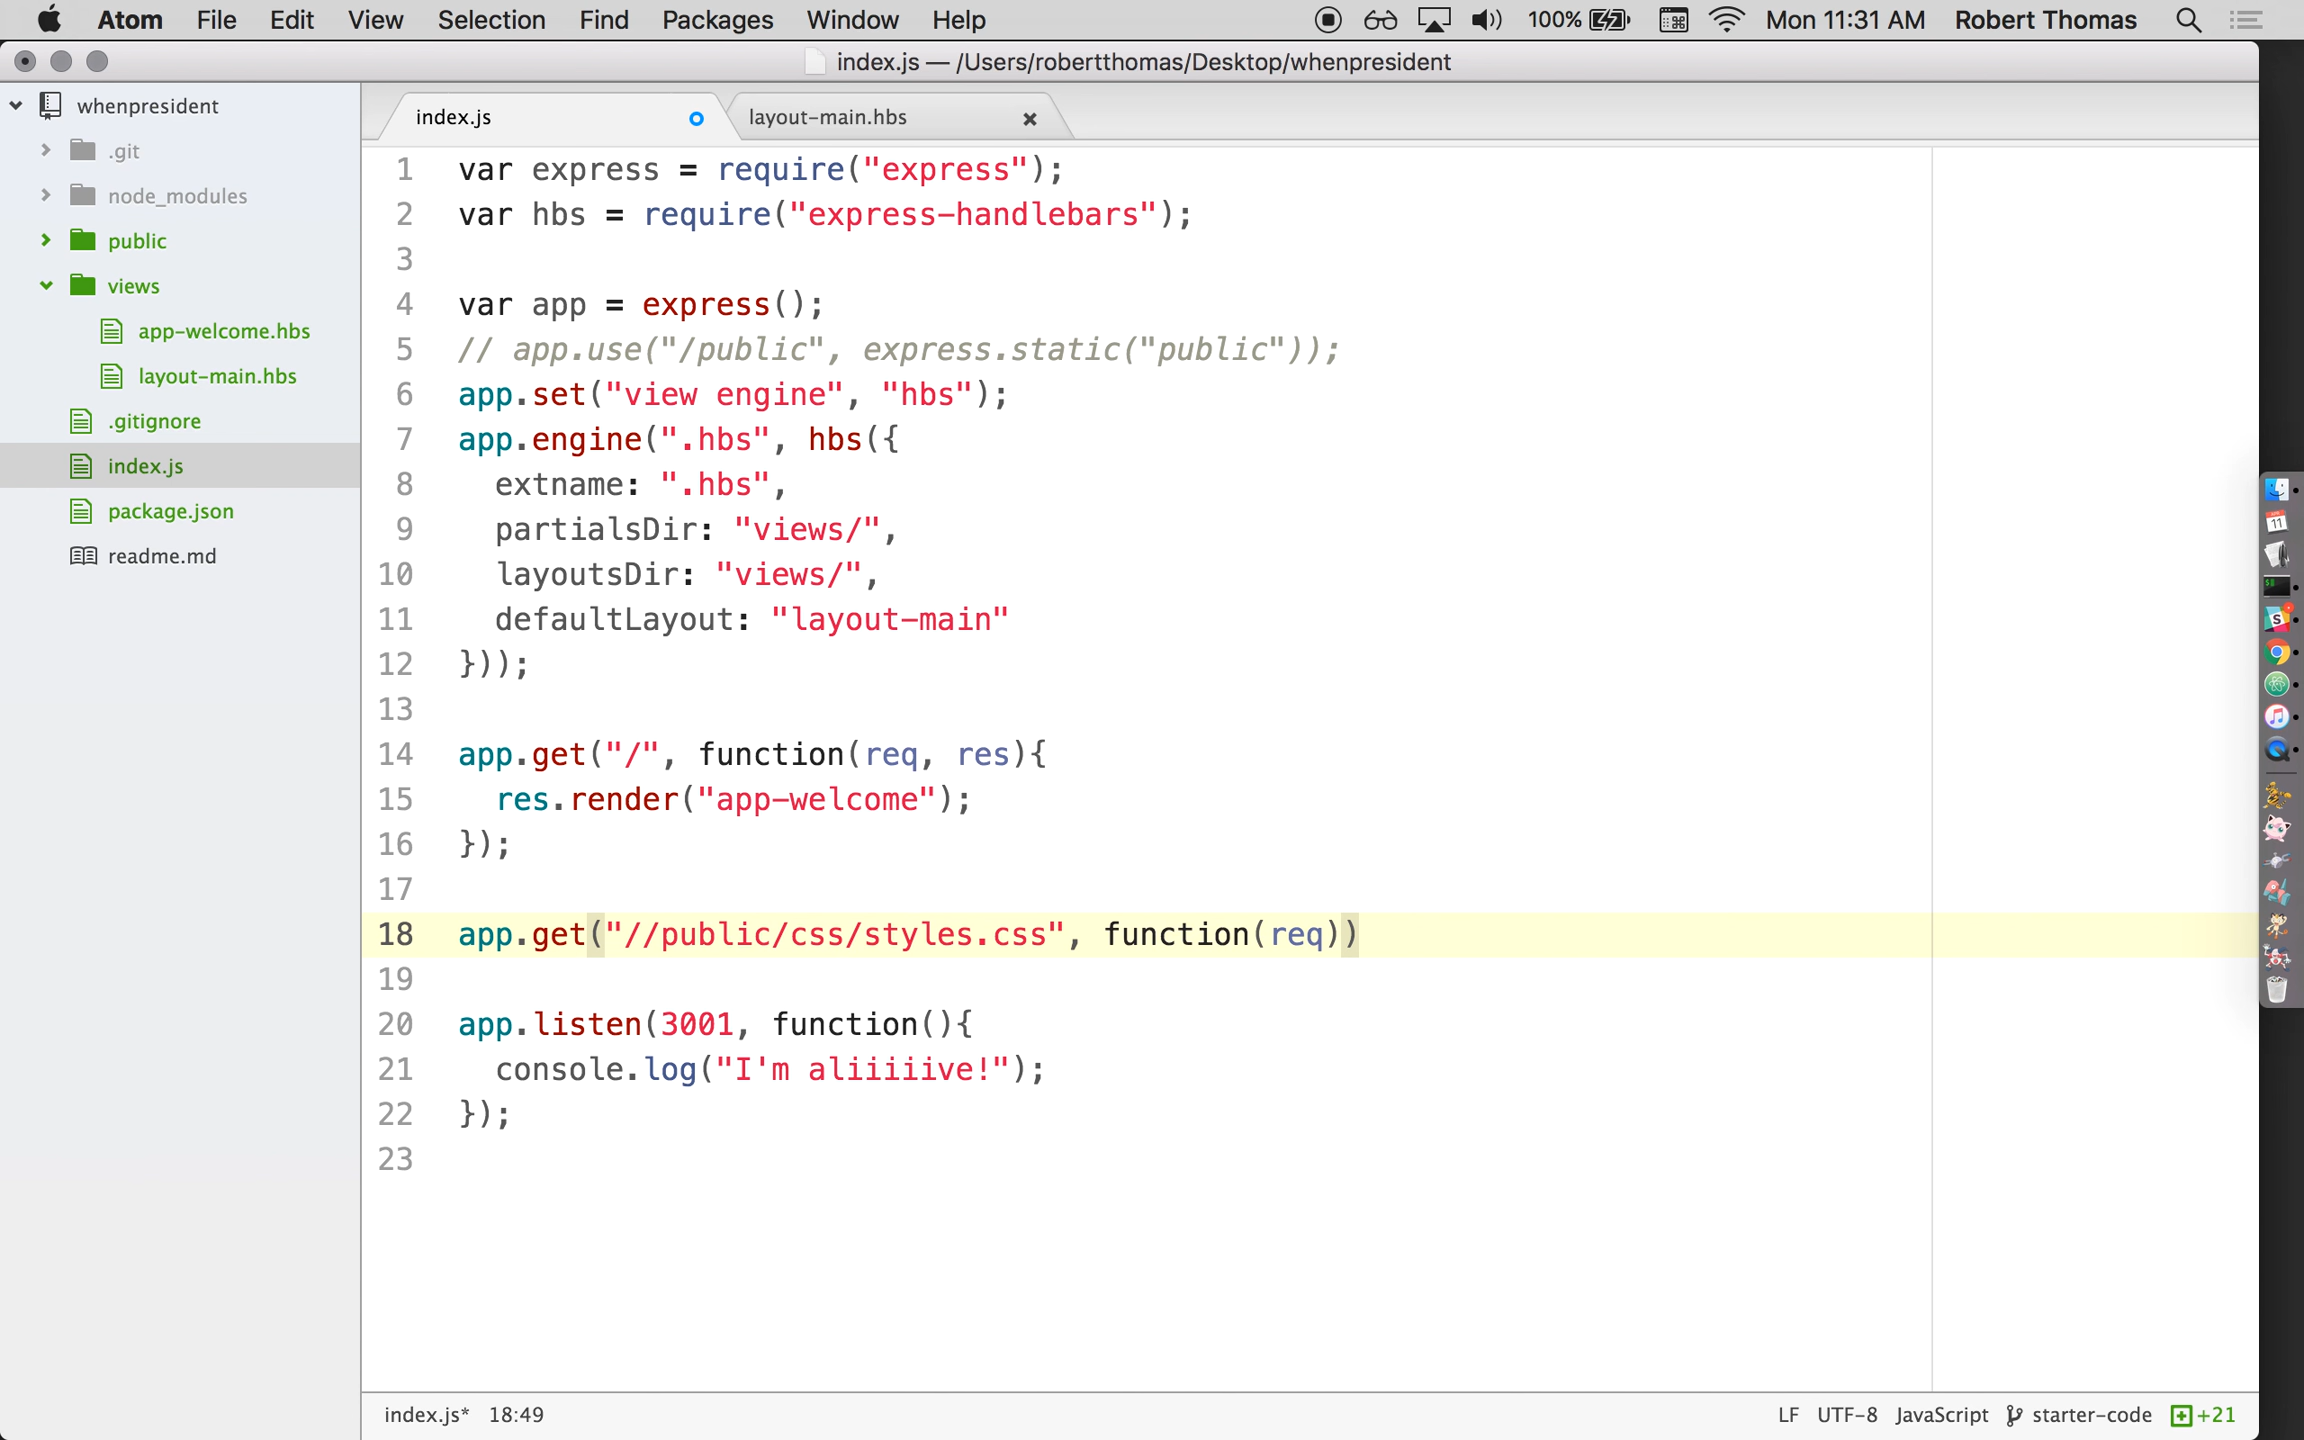 Atom File Edit View Selection Find Packages Window Help 100% Mon 11:31 AM Robert Thomas
index.js — /Users/robertthomas/Desktop/whenpresident
whenpresident
.git
node_modules
public
views
app-welcome.hbs
layout-main.hbs
.gitignore
index.js
package.json
readme.md
index.js layout-main.hbs
1 var express = require("express");
2 var hbs = require("express-handlebars");
3
4 var app = express();
5 // app.use("/public", express.static("public"));
6 app.set("view engine", "hbs");
7 app.engine(".hbs", hbs({
8 extname: ".hbs",
9 partialsDir: "views/",
10 layoutsDir: "views/",
11 defaultLayout: "layout-main"
12 }));
13
14 app.get("/", function(req, res){
15 res.render("app-welcome");
16 });
17
18 app.get("//public/css/styles.css", function(req))
19
20 app.listen(3001, function(){
21 console.log("I'm aliiiiive!");
22 });
23
11
index.js* 18:49 LF UTF-8 JavaScript starter-code +21